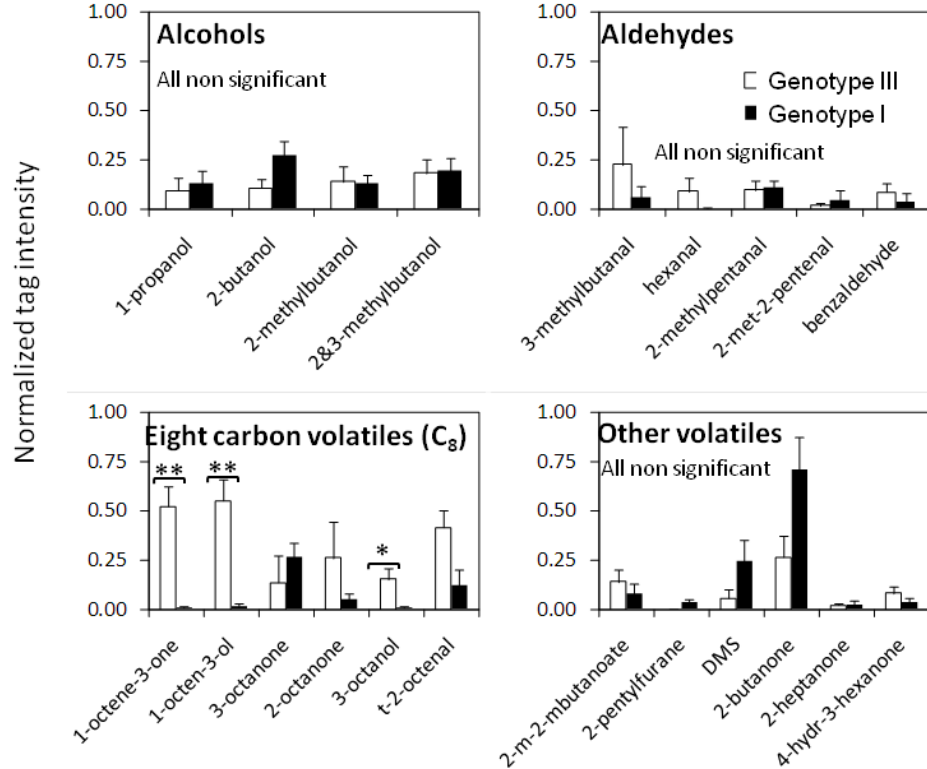 Normalized tag intensity
1.00
0.75
0.50
0.25
0.00
Alcohols
All non significant
1-propanol
2-butanol
2-methylbutanol
2&3-methylbutanol
1.00
0.75
0.50
0.25
0.00
Aldehydes
Genotype III
Genotype I
All non significant
3-methylbutanal
hexanal
2-methylpentanal
2-met-2-pentenal
benzaldehyde
1.00
0.75
0.50
0.25
0.00
Eight carbon volatiles (C₈)
**
**
*
1-octene-3-one
1-octen-3-ol
3-octanone
2-octanone
3-octanol
t-2-octenal
1.00
0.75
0.50
0.25
0.00
Other volatiles
All non significant
2-m-2-mbutanoate
2-pentylfurane
DMS
2-butanone
2-heptanone
4-hydr-3-hexanone